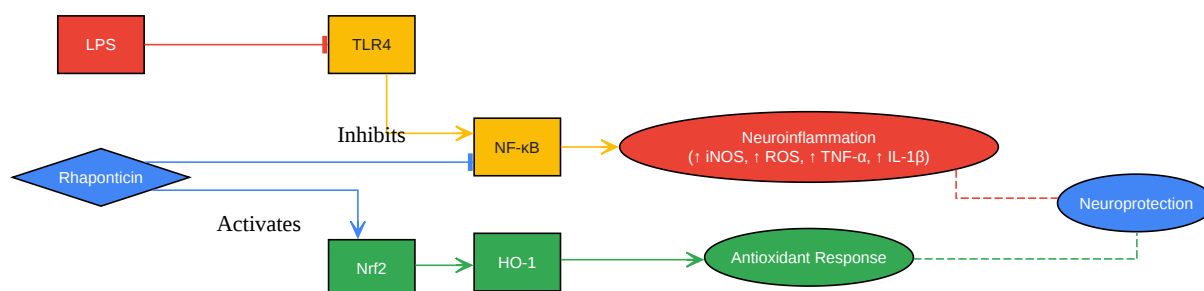 LPS
TLR4
Inhibits
NF-κB
Neuroinflammation
(↑ iNOS, ↑ ROS, ↑ TNF-α, ↑ IL-1β)
Rhaponticin
Neuroprotection
Activates
Nrf2
HO-1
Antioxidant Response